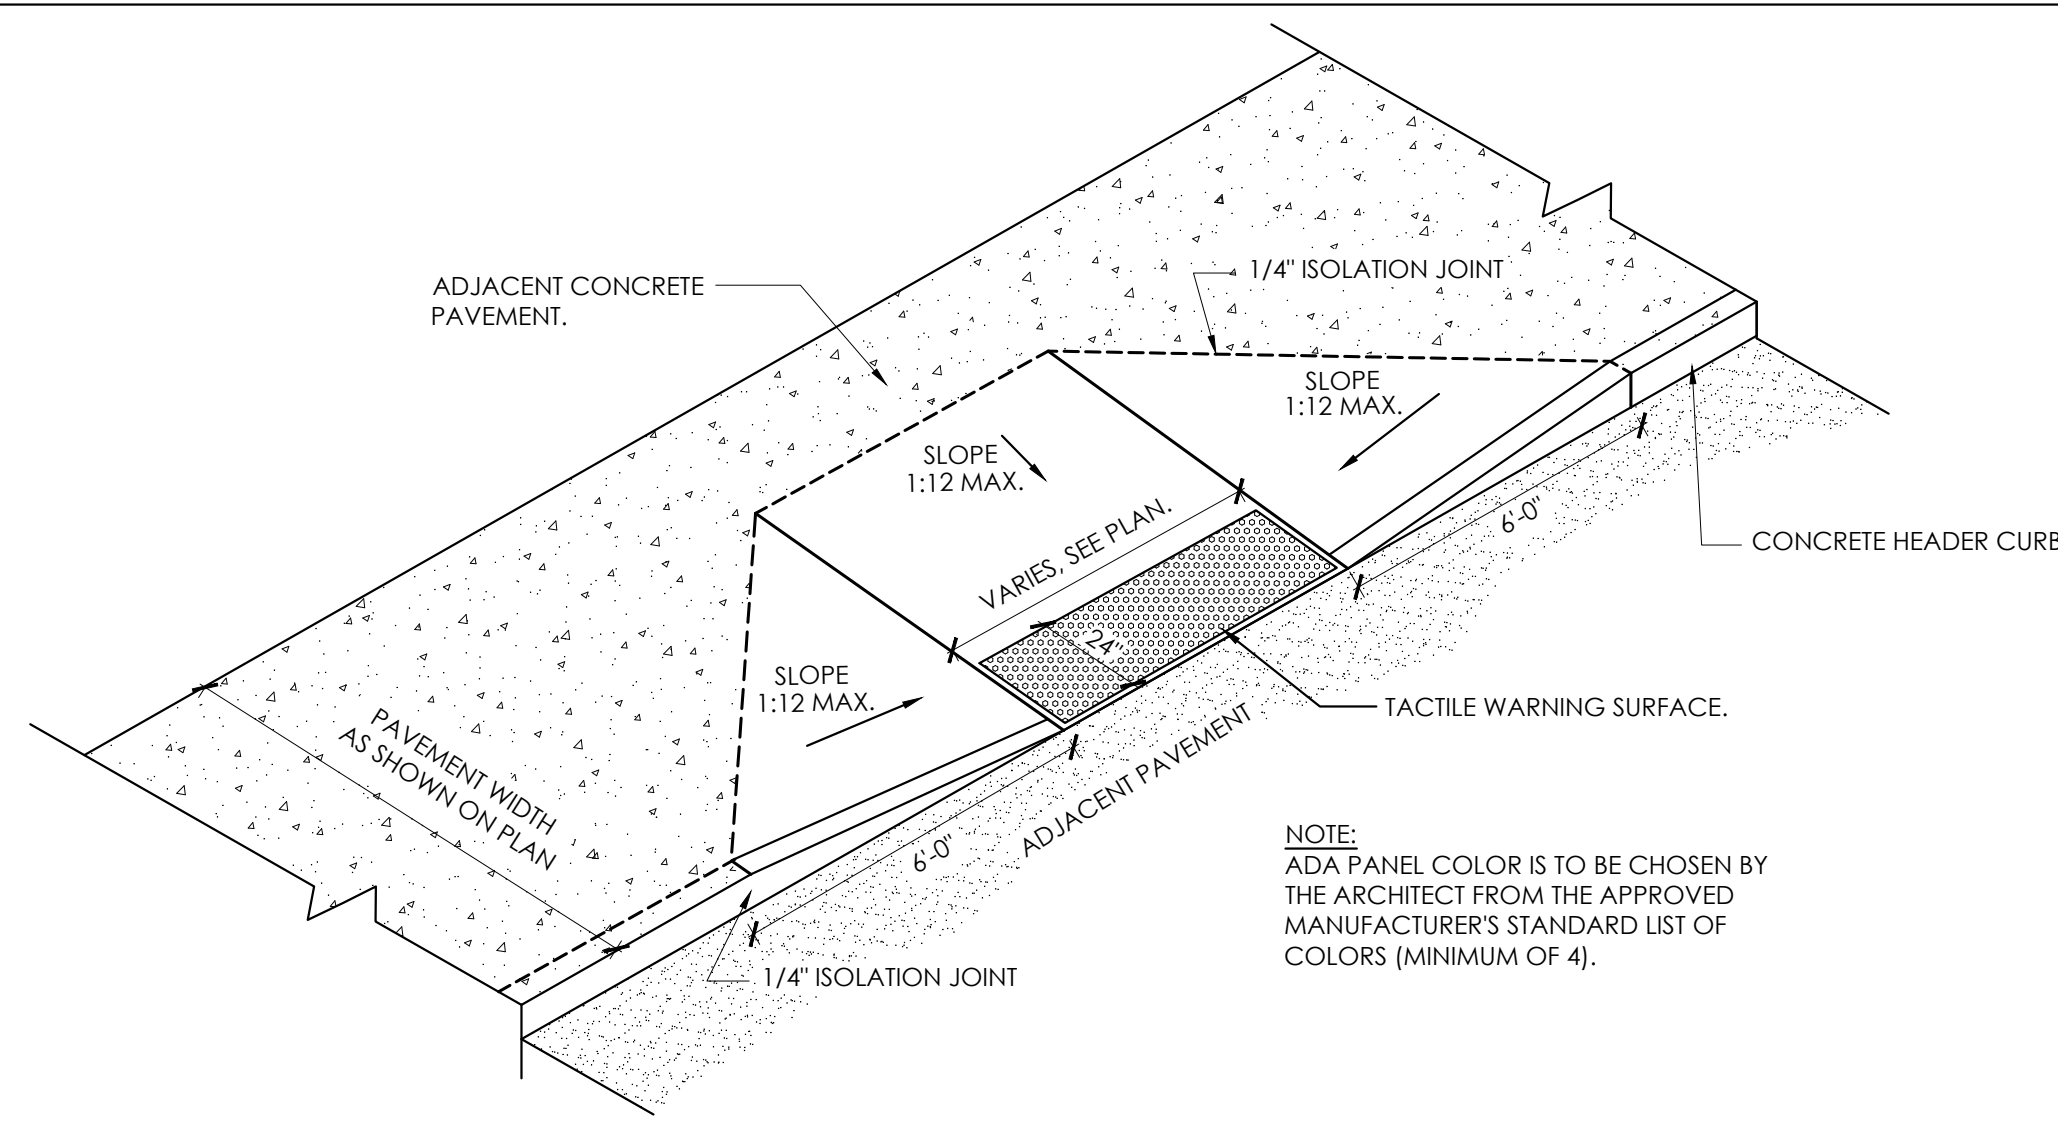 ADJACENT CONCRETE
PAVEMENT.
1/4" ISOLATION JOINT
SLOPE
1:12 MAX.
SLOPE
1:12 MAX.
VARIES, SEE PLAN.
6'-0"
CONCRETE HEADER CURB
24"
SLOPE
1:12 MAX.
TACTILE WARNING SURFACE.
PAVEMENT WIDTH
AS SHOWN ON PLAN
ADJACENT PAVEMENT
6'-0"
1/4" ISOLATION JOINT
NOTE:
ADA PANEL COLOR IS TO BE CHOSEN BY
THE ARCHITECT FROM THE APPROVED
MANUFACTURER'S STANDARD LIST OF
COLORS (MINIMUM OF 4).